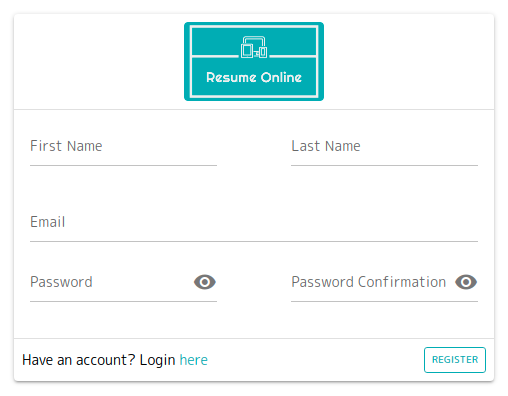 Resume Online
First Name
Last Name
Email
Password
Password Confirmation
Have an account? Login here
REGISTER